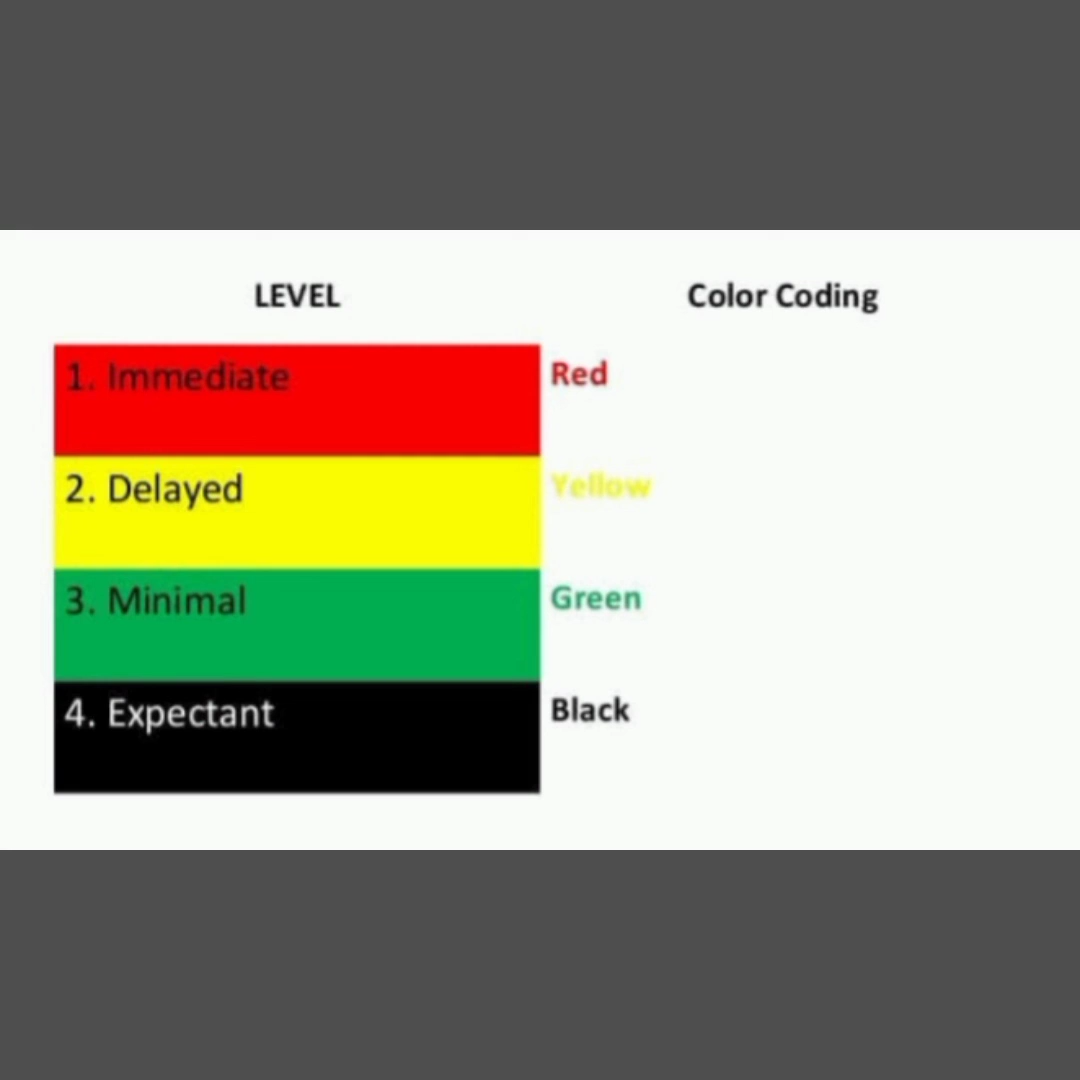 LEVEL Color Coding
1. Immediate Red
2. Delayed Yellow
3. Minimal Green
4. Expectant Black